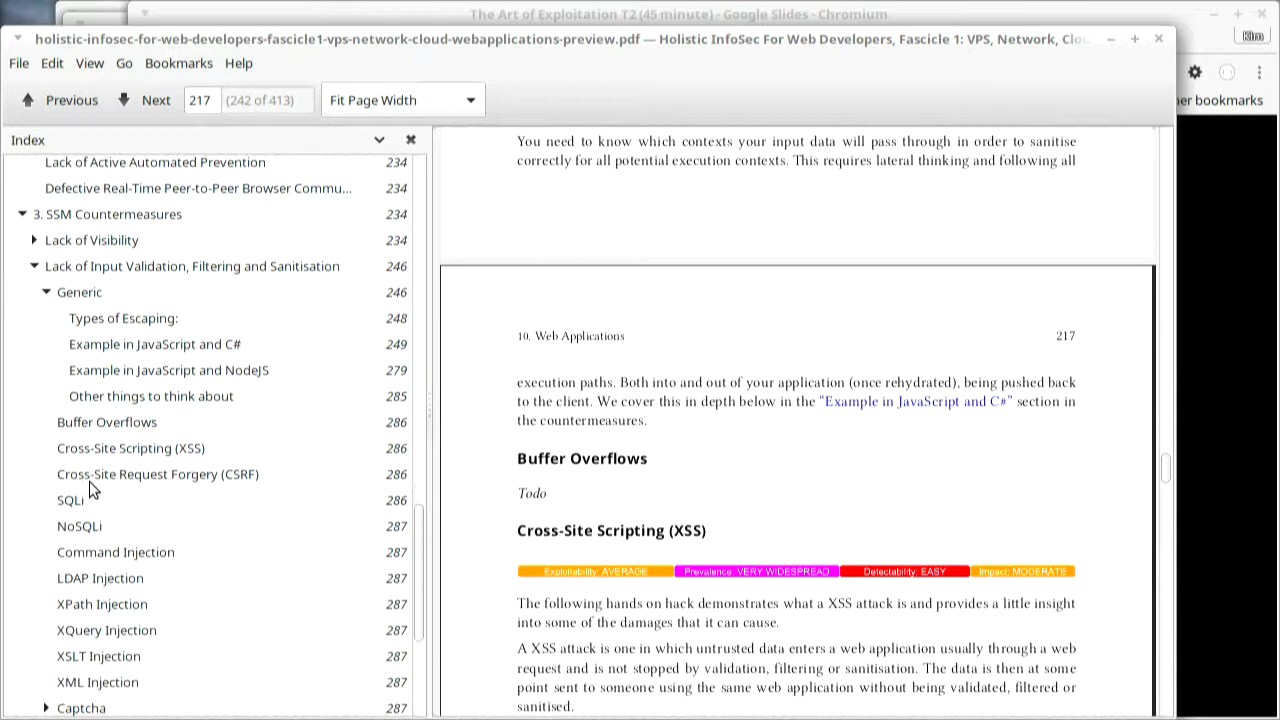 The Art of Exploitation T2 (45 minute) - Google Slides - Chromium
holistic-infosec-for-web-developers-fascicle1-vps-network-cloud-webapplications-preview.pdf — Holistic InfoSec For Web Developers, Fascicle 1: VPS, Network, Clou
Kim
File Edit View Go Bookmarks Help
Previous Next 217 (242 of 413) Fit Page Width
er bookmarks
Index
Lack of Active Automated Prevention 234
Defective Real-Time Peer-to-Peer Browser Commu... 234
3. SSM Countermeasures 234
Lack of Visibility 234
Lack of Input Validation, Filtering and Sanitisation 246
Generic 246
Types of Escaping: 248
Example in JavaScript and C# 249
Example in JavaScript and NodeJS 279
Other things to think about 285
Buffer Overflows 286
Cross-Site Scripting (XSS) 286
Cross-Site Request Forgery (CSRF) 286
SQLi 286
NoSQLi 287
Command Injection 287
LDAP Injection 287
XPath Injection 287
XQuery Injection 287
XSLT Injection 287
XML Injection 287
Captcha 287
You need to know which contexts your input data will pass through in order to sanitise
correctly for all potential execution contexts. This requires lateral thinking and following all
10. Web Applications 217
execution paths. Both into and out of your application (once rehydrated), being pushed back
to the client. We cover this in depth below in the "Example in JavaScript and C#" section in
the countermeasures.
Buffer Overflows
Todo
Cross-Site Scripting (XSS)
Exploitability: AVERAGE Prevalence: VERY WIDESPREAD Detectability: EASY Impact: MODERATE
The following hands on hack demonstrates what a XSS attack is and provides a little insight
into some of the damages that it can cause.
A XSS attack is one in which untrusted data enters a web application usually through a web
request and is not stopped by validation, filtering or sanitisation. The data is then at some
point sent to someone using the same web application without being validated, filtered or
sanitised.